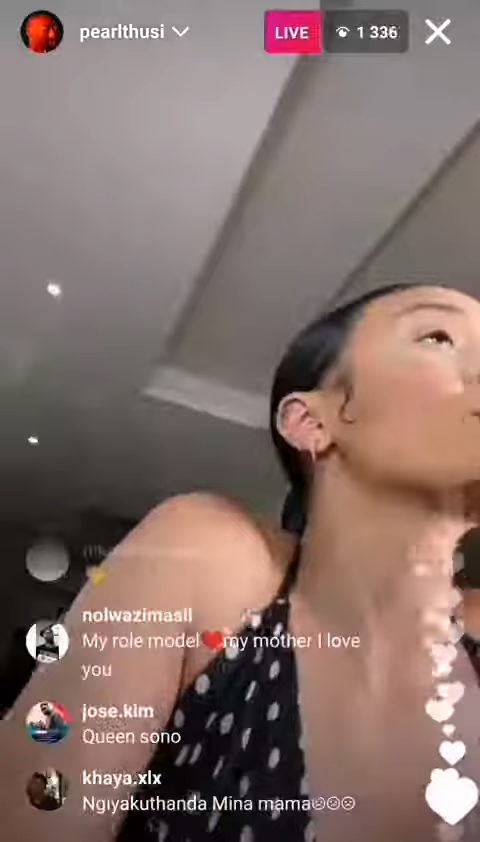 pearlthusi
LIVE
1 336
nolwazimasil
My role model❤️my mother I love
you
jose.kim
Queen sono
khaya.xlx
Ngiyakuthanda Mina mama☹☹☹